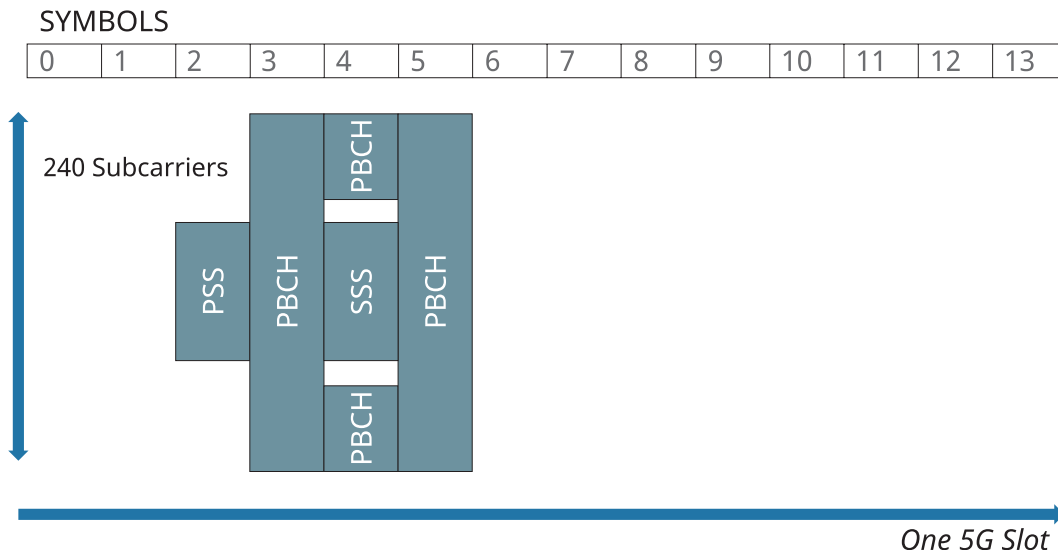 SYMBOLS
0 1 2 3 4 5 6 7 8 9 10 11 12 13
PBCH
240 Subcarriers
PSS
PBCH
SSS
PBCH
PBCH
One 5G Slot